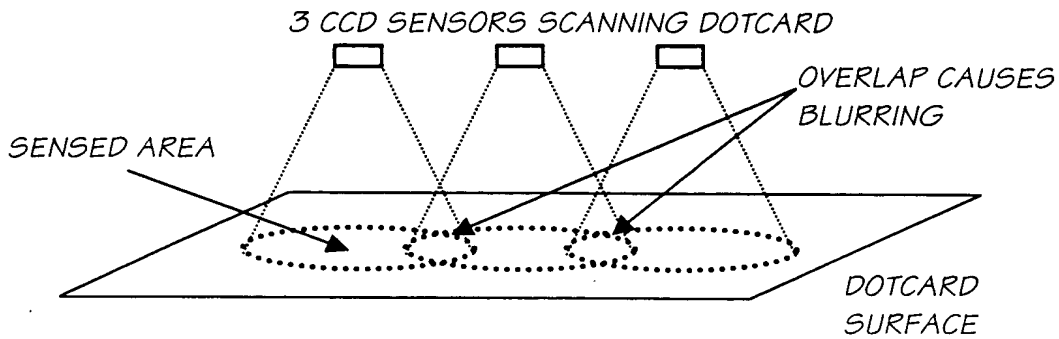 3 CCD SENSORS SCANNING DOTCARD
OVERLAP CAUSES
BLURRING
SENSED AREA
DOTCARD
SURFACE